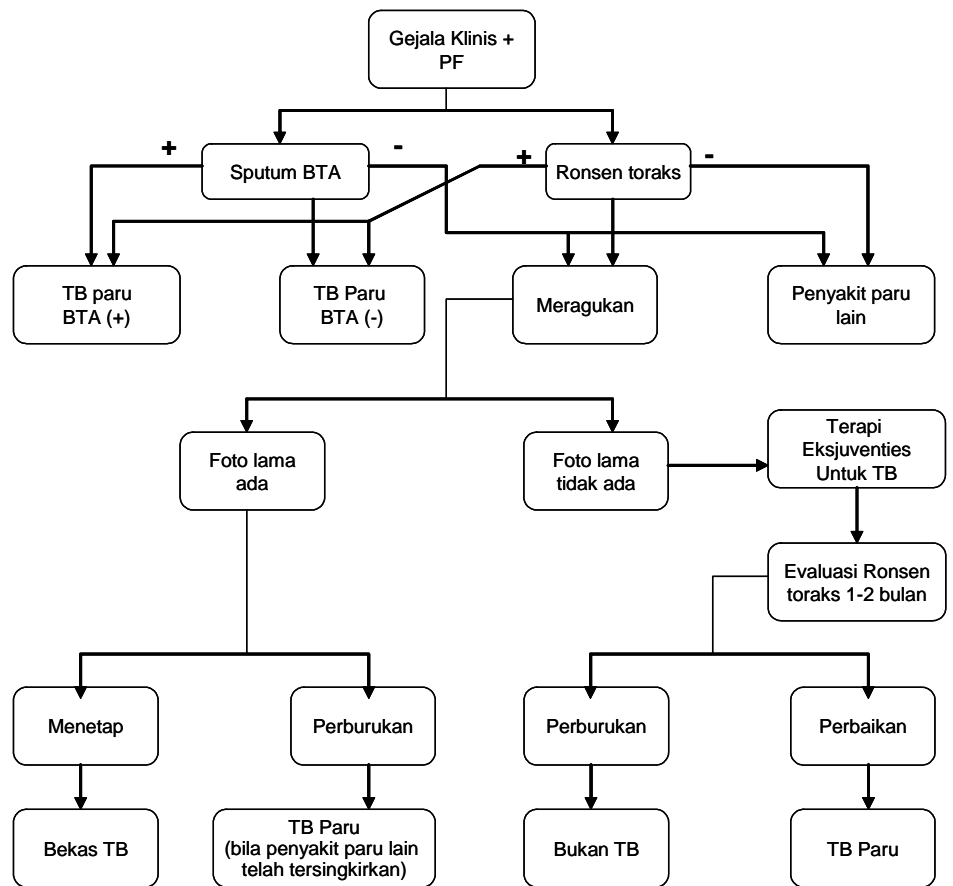 Gejala Klinis +
PF
+
-
+
-
Sputum BTA
Ronsen toraks
TB paru
BTA (+)
TB Paru
BTA (-)
Meragukan
Penyakit paru
lain
Foto lama
ada
Foto lama
tidak ada
Terapi
Eksjuventies
Untuk TB
Evaluasi Ronsen
toraks 1-2 bulan
Menetap
Perburukan
Perburukan
Perbaikan
Bekas TB
TB Paru
(bila penyakit paru lain
telah tersingkirkan)
Bukan TB
TB Paru